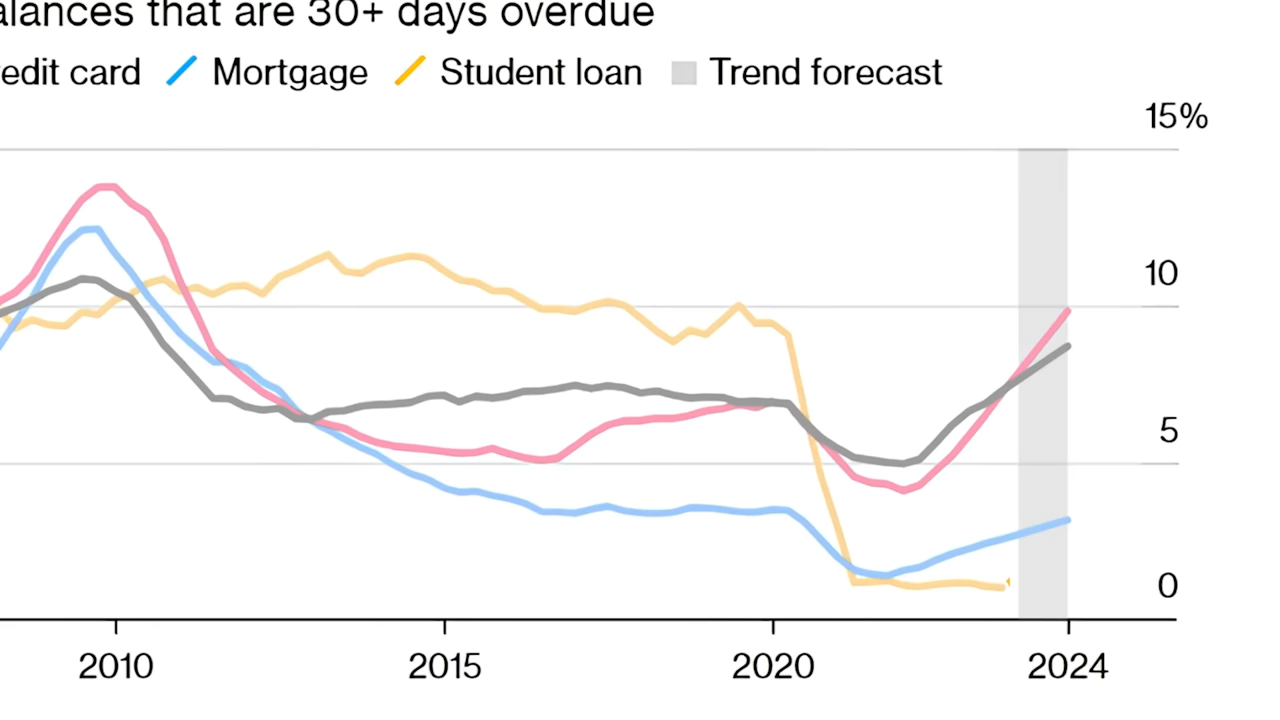 alances that are 30+ days overdue
edit card Mortgage Student loan Trend forecast
15%
10
5
0
2010 2015 2020 2024